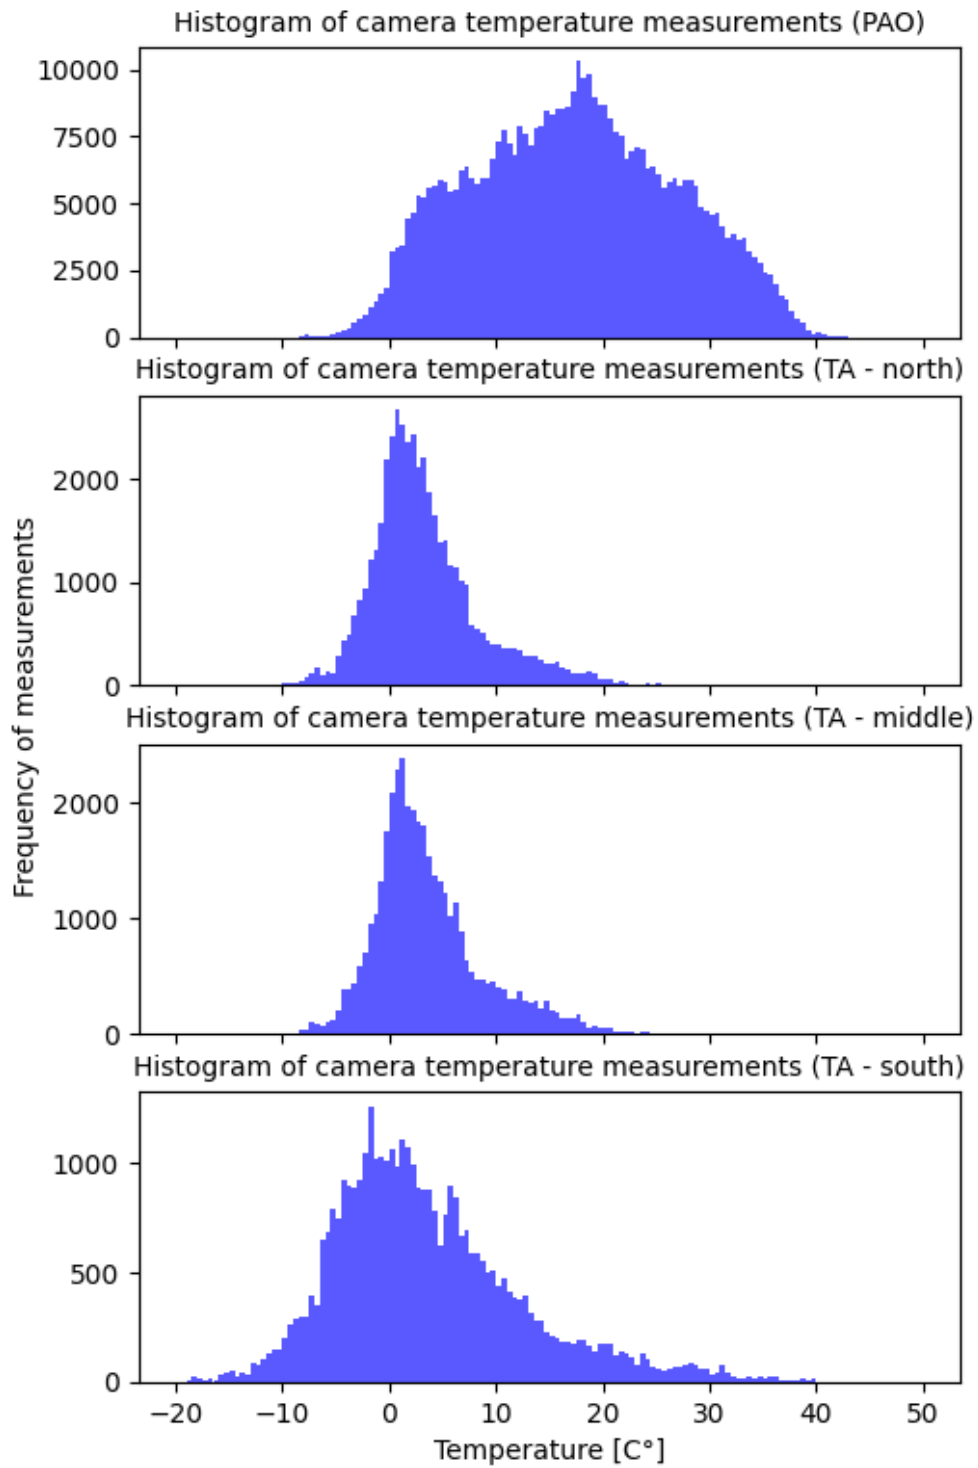 Histogram of camera temperature measurements (PAO)
10000
7500
5000
2500
0
Histogram of camera temperature measurements (TA - north)
2000
1000
0
Histogram of camera temperature measurements (TA - middle)
2000
1000
0
Histogram of camera temperature measurements (TA - south)
1000
500
0
−20 −10 0 10 20 30 40 50
Temperature [C°]
Frequency of measurements